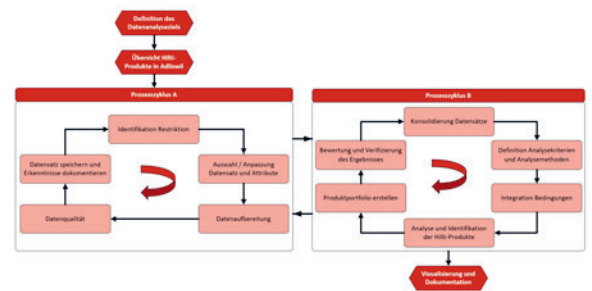 Definition des
Datenanalyseziels
Übersicht Hilti-
Produkte in Adliswil
Prozesszyklus A
Identifikation Restriktion
Datensatz speichern und
Erkenntnisse dokumentieren
Auswahl / Anpassung
Datensatz und Attribute
Datenqualität
Datenaufbereitung
Prozesszyklus B
Konsolidierung Datensätze
Bewertung und Verifizierung
des Ergebnisses
Definition Analysekriterien
und Analysemethoden
Produktportfolio erstellen
Integration Bedingungen
Analyse und Identifikation
der Hilti-Produkte
Visualisierung und
Dokumentation